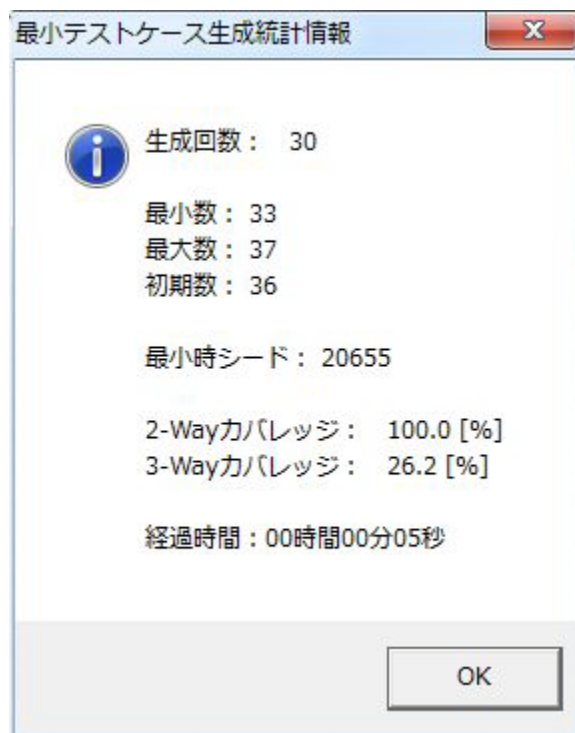 最小テストケース生成統計情報
生成回数： 30
最小数：33
最大数：37
初期数：36
最小時シード： 20655
2-Wayカバレッジ： 100.0 [%]
3-Wayカバレッジ： 26.2 [%]
経過時間：00時間00分05秒
OK